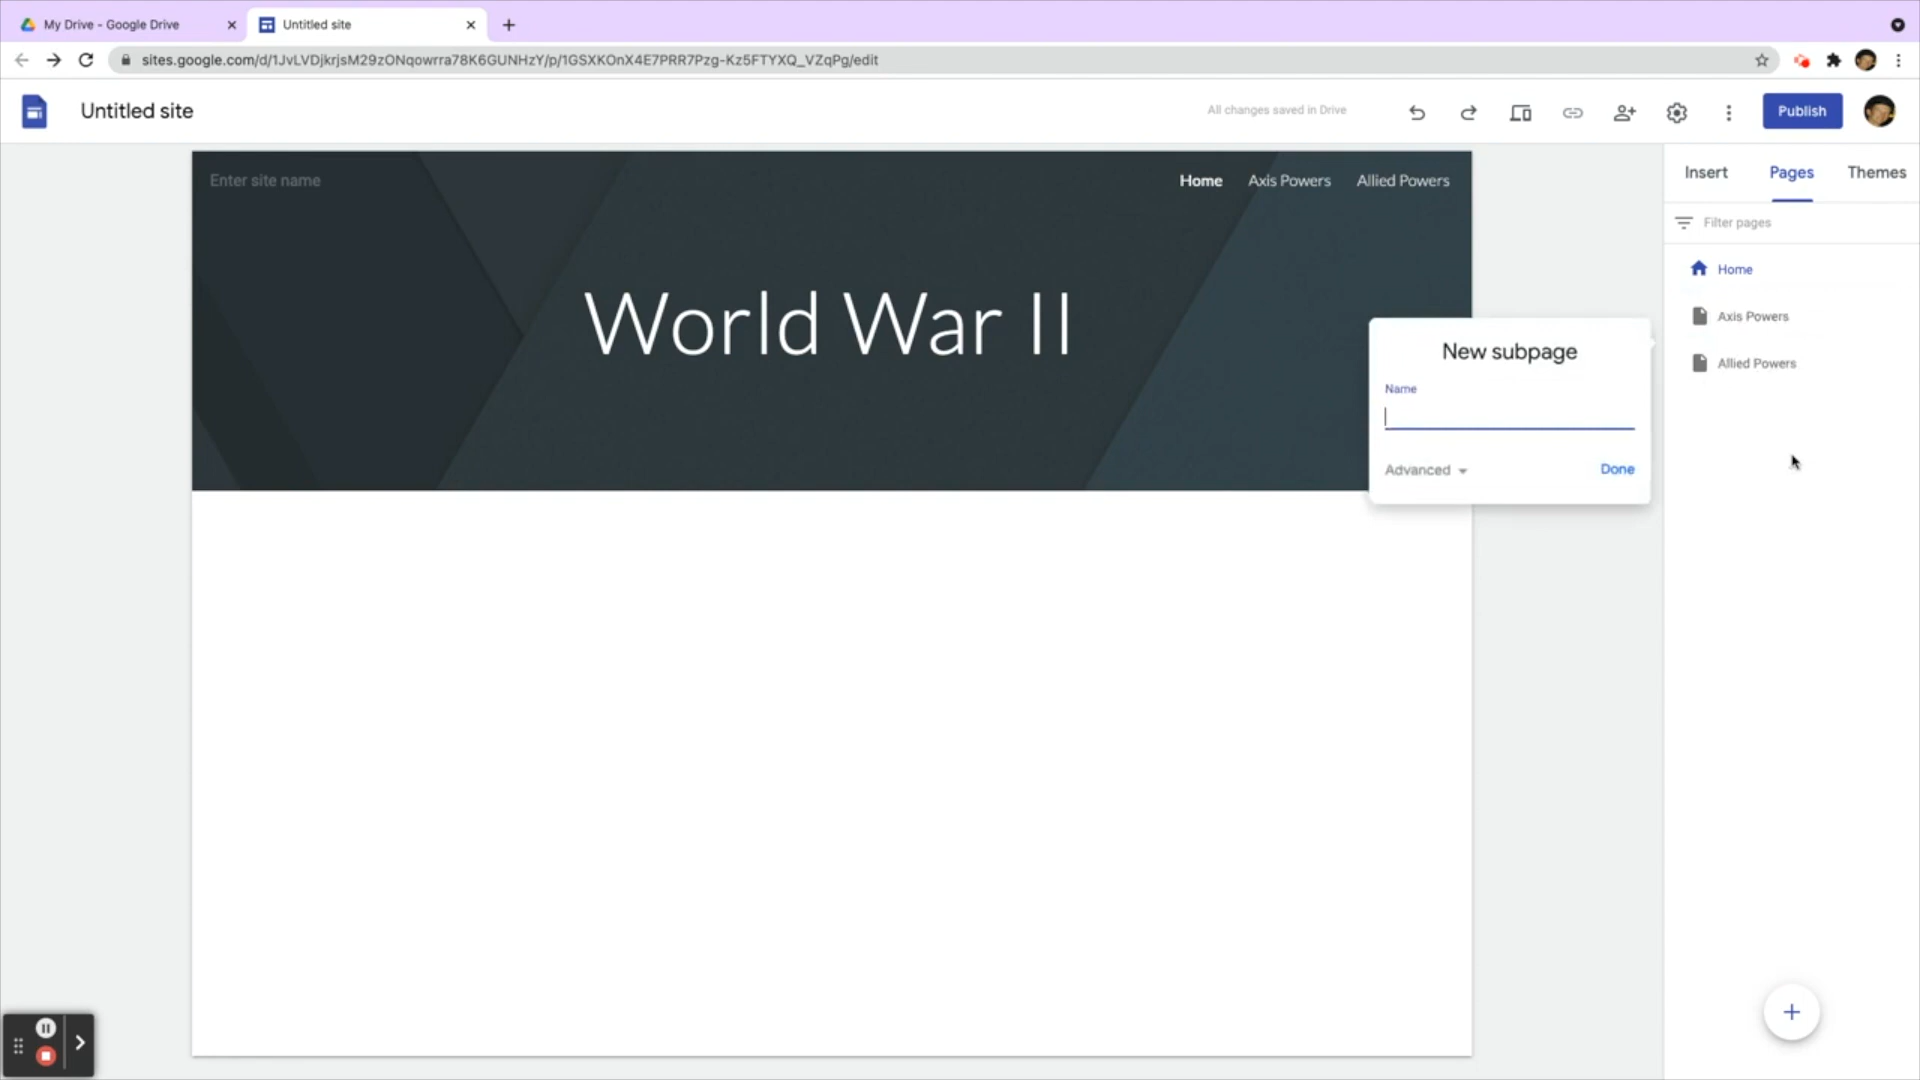 My Drive - Google Drive
Untitled site
sites.google.com/d/1JvLVDjkrjsM29zONqowrra78K6GUNHzY/p/1GSXKOnX4E7PRR7Pzg-Kz5FTYXQ_VZqPg/edit
Untitled site
All changes saved in Drive
Publish
Enter site name
Home
Axis Powers
Allied Powers
World War II
Insert
Pages
Themes
Filter pages
Home
Axis Powers
Allied Powers
New subpage
Name
Advanced
Done